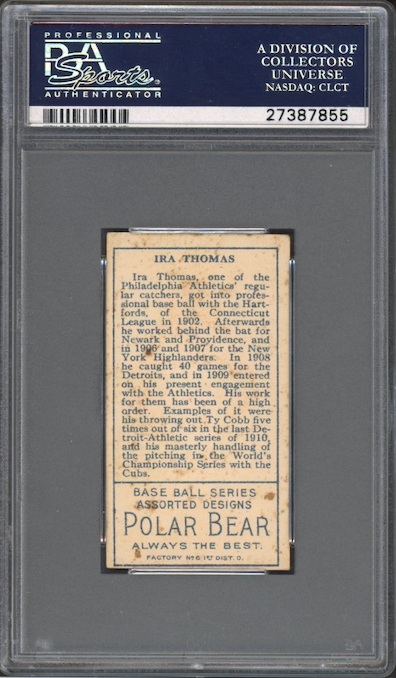 PROFESSIONAL
PSA
Sports
AUTHENTICATOR
A DIVISION OF
COLLECTORS
UNIVERSE
NASDAQ: CLCT
27387855
IRA THOMAS
Ira Thomas, one of the
Philadelphia Athletics' regu-
lar catchers, got into profes-
sional base ball with the Hart-
fords, of the Connecticut
League in 1902. Afterwards
he worked behind the bat for
Newark and Providence, and
in 1906 and 1907 for the New
York Highlanders. In 1908
he caught 40 games for the
Detroits, and in 1909 entered
on his present engagement
with the Athletics. His work
for them has been of a high
order. Examples of it were
his throwing out Ty Cobb five
times out of six in the last De-
troit-Athletic series of 1910,
and his masterly handling of
the pitching in the World's
Championship Series with the
Cubs.
BASE BALL SERIES
ASSORTED DESIGNS
POLAR BEAR
ALWAYS THE BEST.
FACTORY No 6 1st DIST. O.